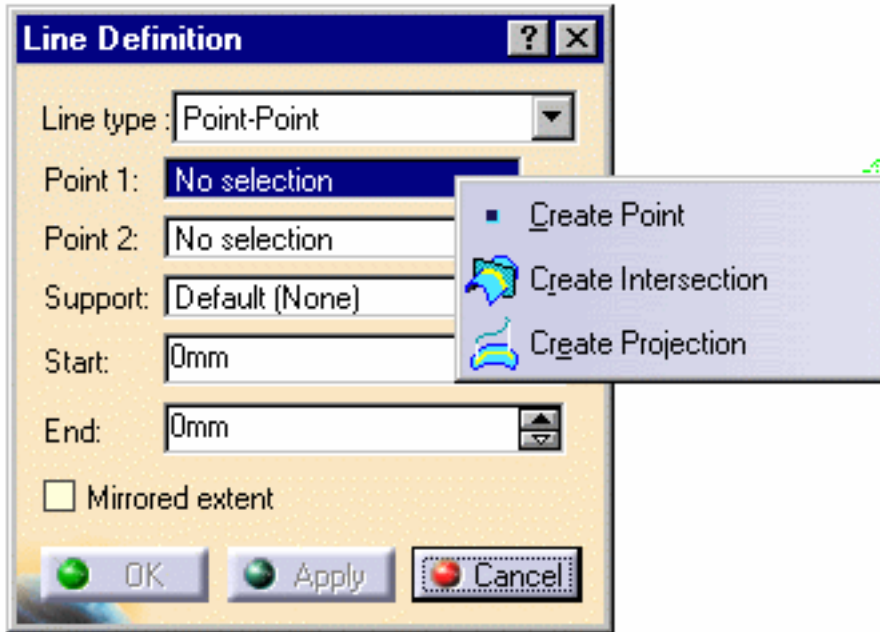 Line Definition
Line type : Point-Point
Point 1: No selection
Point 2: No selection
Support: Default (None)
Start: 0mm
End: 0mm
Mirrored extent
OK Apply Cancel
Create Point
Create Intersection
Create Projection